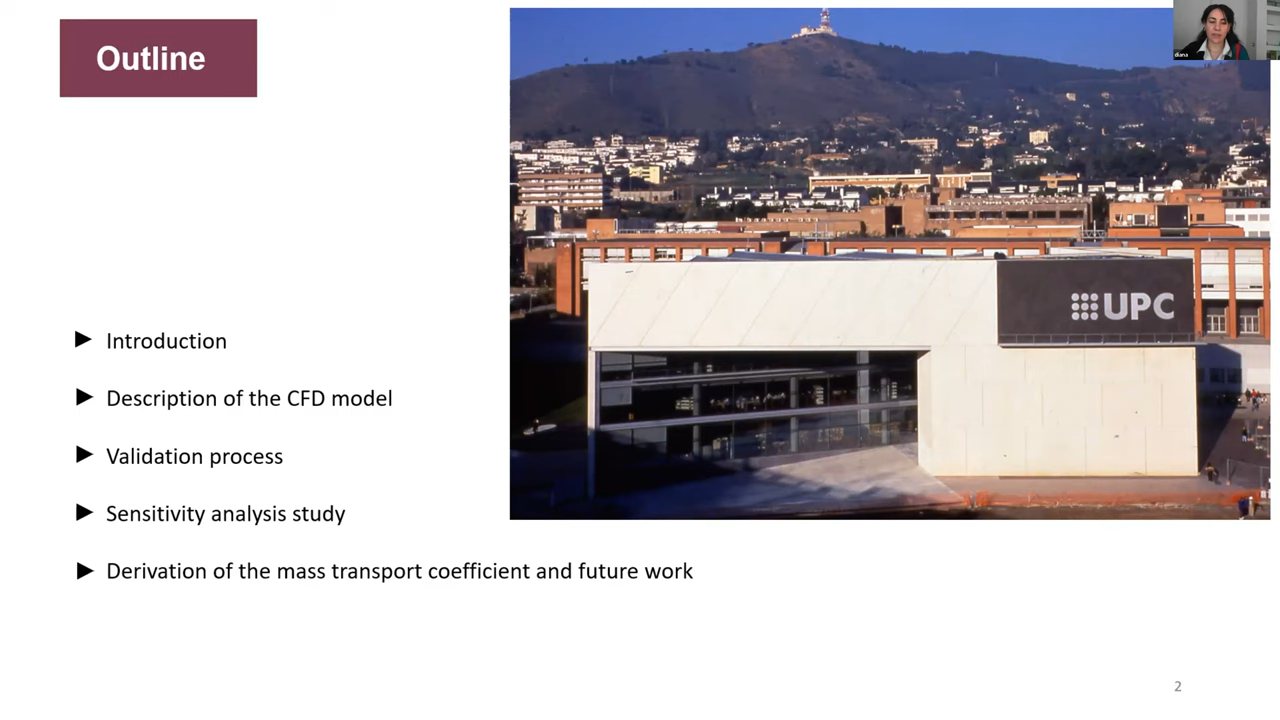 Outline
diana
UPC
Introduction
Description of the CFD model
Validation process
Sensitivity analysis study
Derivation of the mass transport coefficient and future work
2